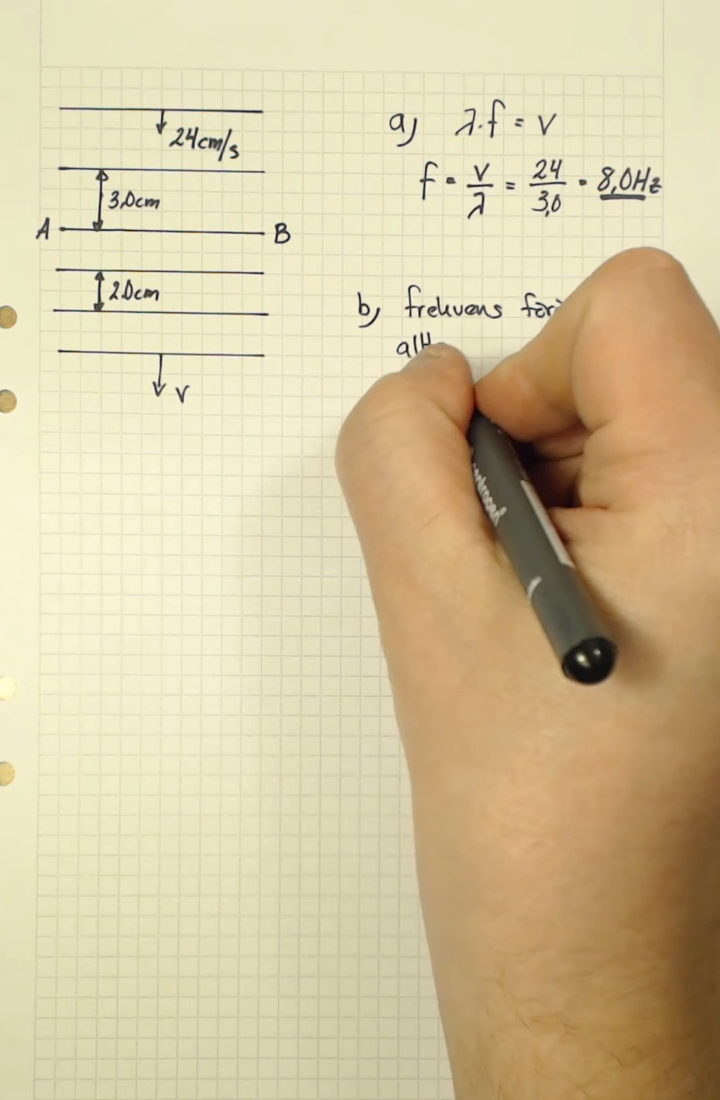 24cm/s
3,0cm
A B
2.0cm
v
a) λ·f = v
f = v/λ = 24/3,0 = 8,0Hz
b) frekvens